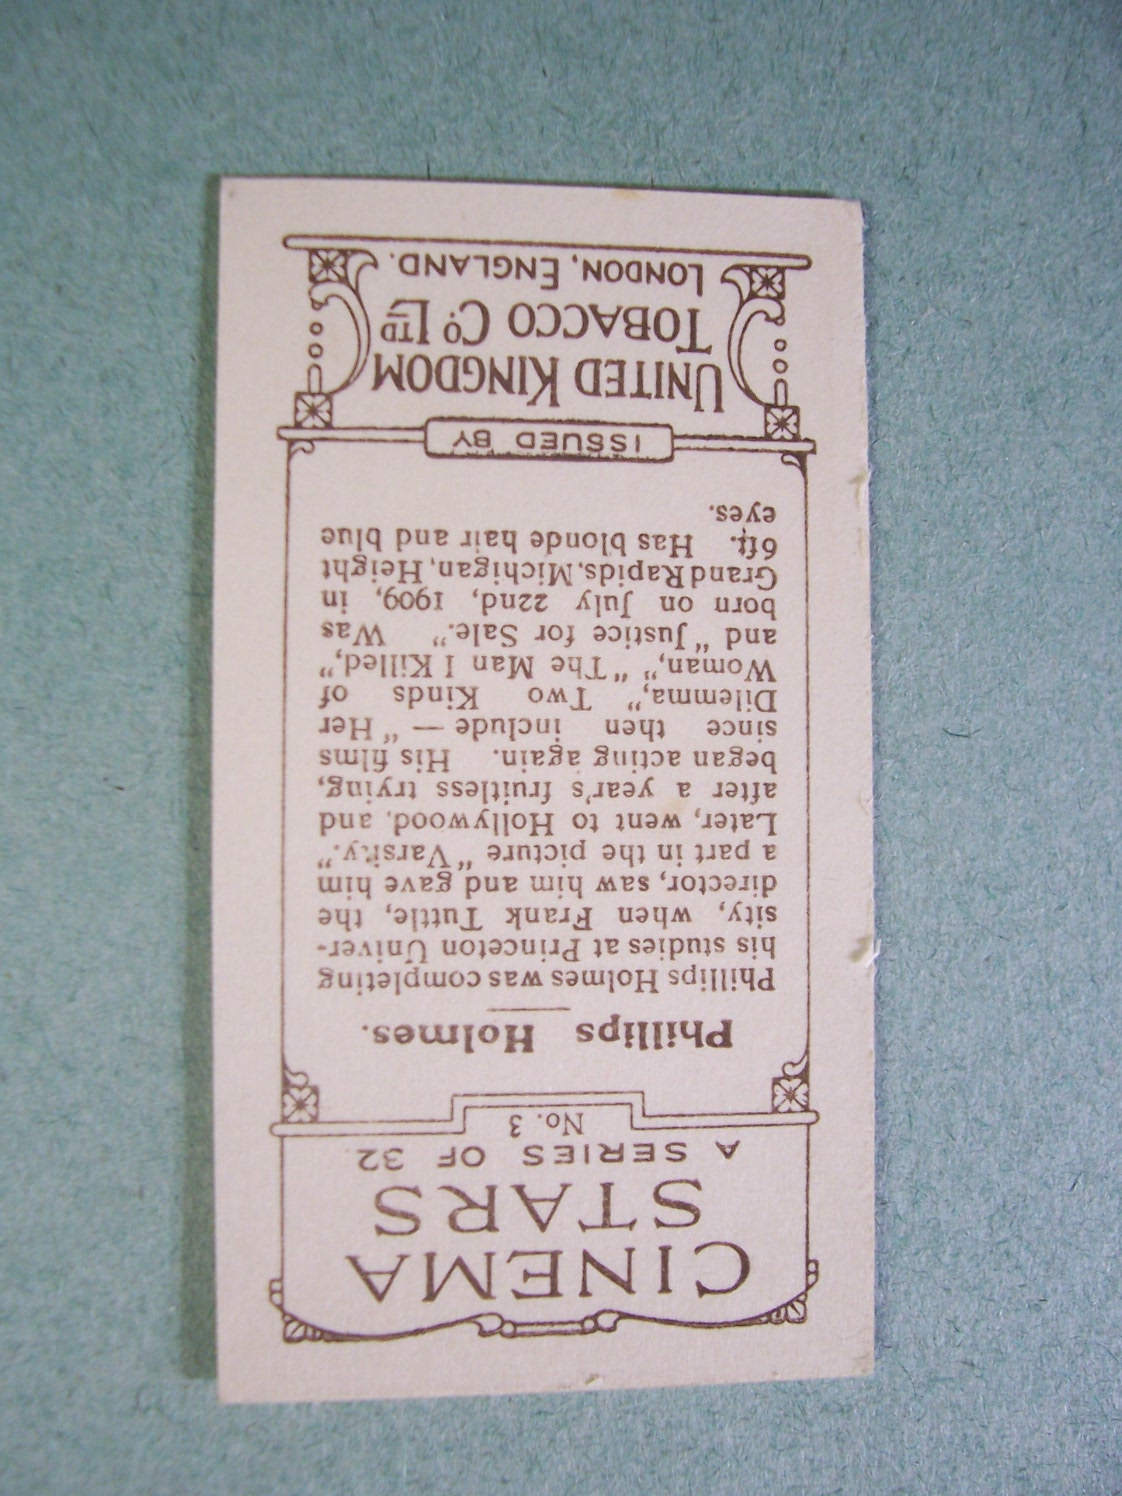 CINEMA
STARS
A SERIES OF 32.
No. 3
Phillips Holmes.
Phillips Holmes was completing
his studies at Princeton Univer-
sity, when Frank Tuttle, the
director, saw him and gave him
a part in the picture "Varsity."
Later, went to Hollywood, and
after a year's fruitless trying,
began acting again. His films
since then include — "Her
Dilemma," Two Kinds of
Woman," "The Man I Killed,"
and "Justice for Sale." Was
born on July 22nd, 1909, in
Grand Rapids, Michigan, Height
6ft. Has blonde hair and blue
eyes.
ISSUED BY
UNITED KINGDOM
TOBACCO CO LTD
LONDON, ENGLAND.